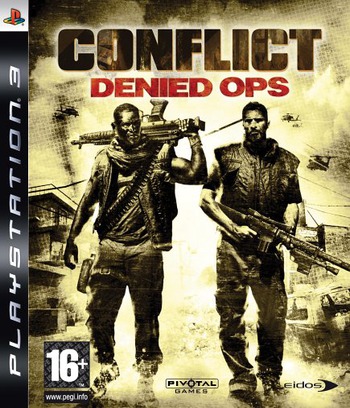 PLAYSTATION 3
CONFLICT
DENIED OPS
16+
www.pegi.info
PIVOTAL
GAMES
eidos